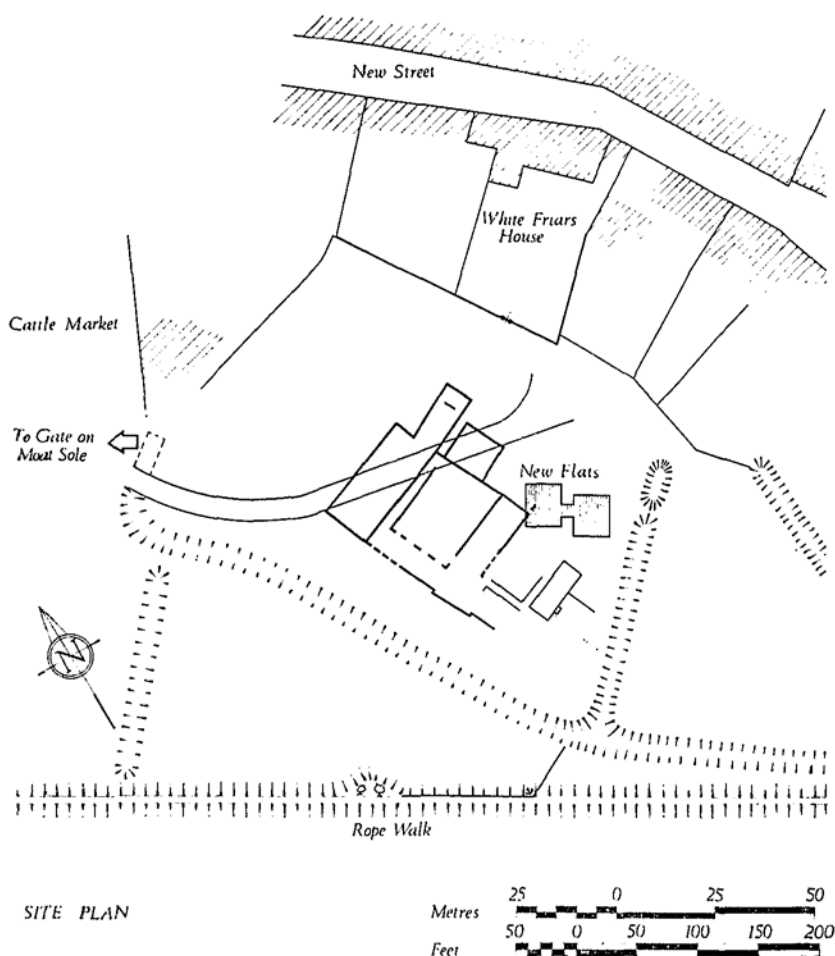 New Street
White Friars
House
Cattle Market
To Gate on
Moat Sole
New Flats
N
Rope Walk
SITE PLAN
Metres 25 0 25 50
Feet 50 0 50 100 150 200